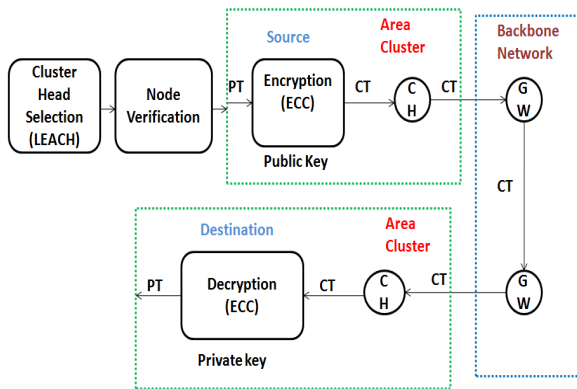 Source
Area
Cluster
Backbone
Network
Cluster
Head
Selection
(LEACH)
Node
Verification
PT
Encryption
(ECC)
CT
C
H
CT
G
W
Public Key
CT
Destination
Area
Cluster
PT
Decryption
(ECC)
CT
C
H
CT
G
W
Private key